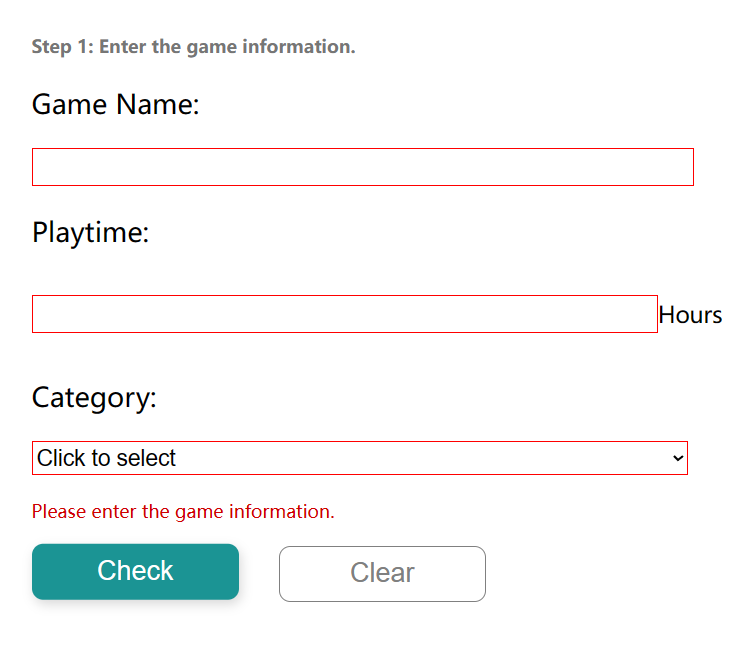 Step 1: Enter the game information.
Game Name:
Playtime:
Hours
Category:
Click to select
Please enter the game information.
Check
Clear